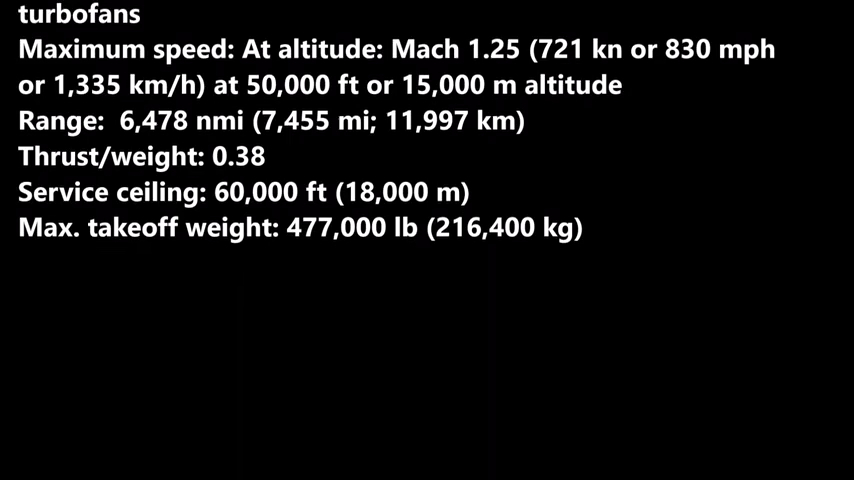 turbofans
Maximum speed: At altitude: Mach 1.25 (721 kn or 830 mph
or 1,335 km/h) at 50,000 ft or 15,000 m altitude
Range:  6,478 nmi (7,455 mi; 11,997 km)
Thrust/weight: 0.38
Service ceiling: 60,000 ft (18,000 m)
Max. takeoff weight: 477,000 lb (216,400 kg)